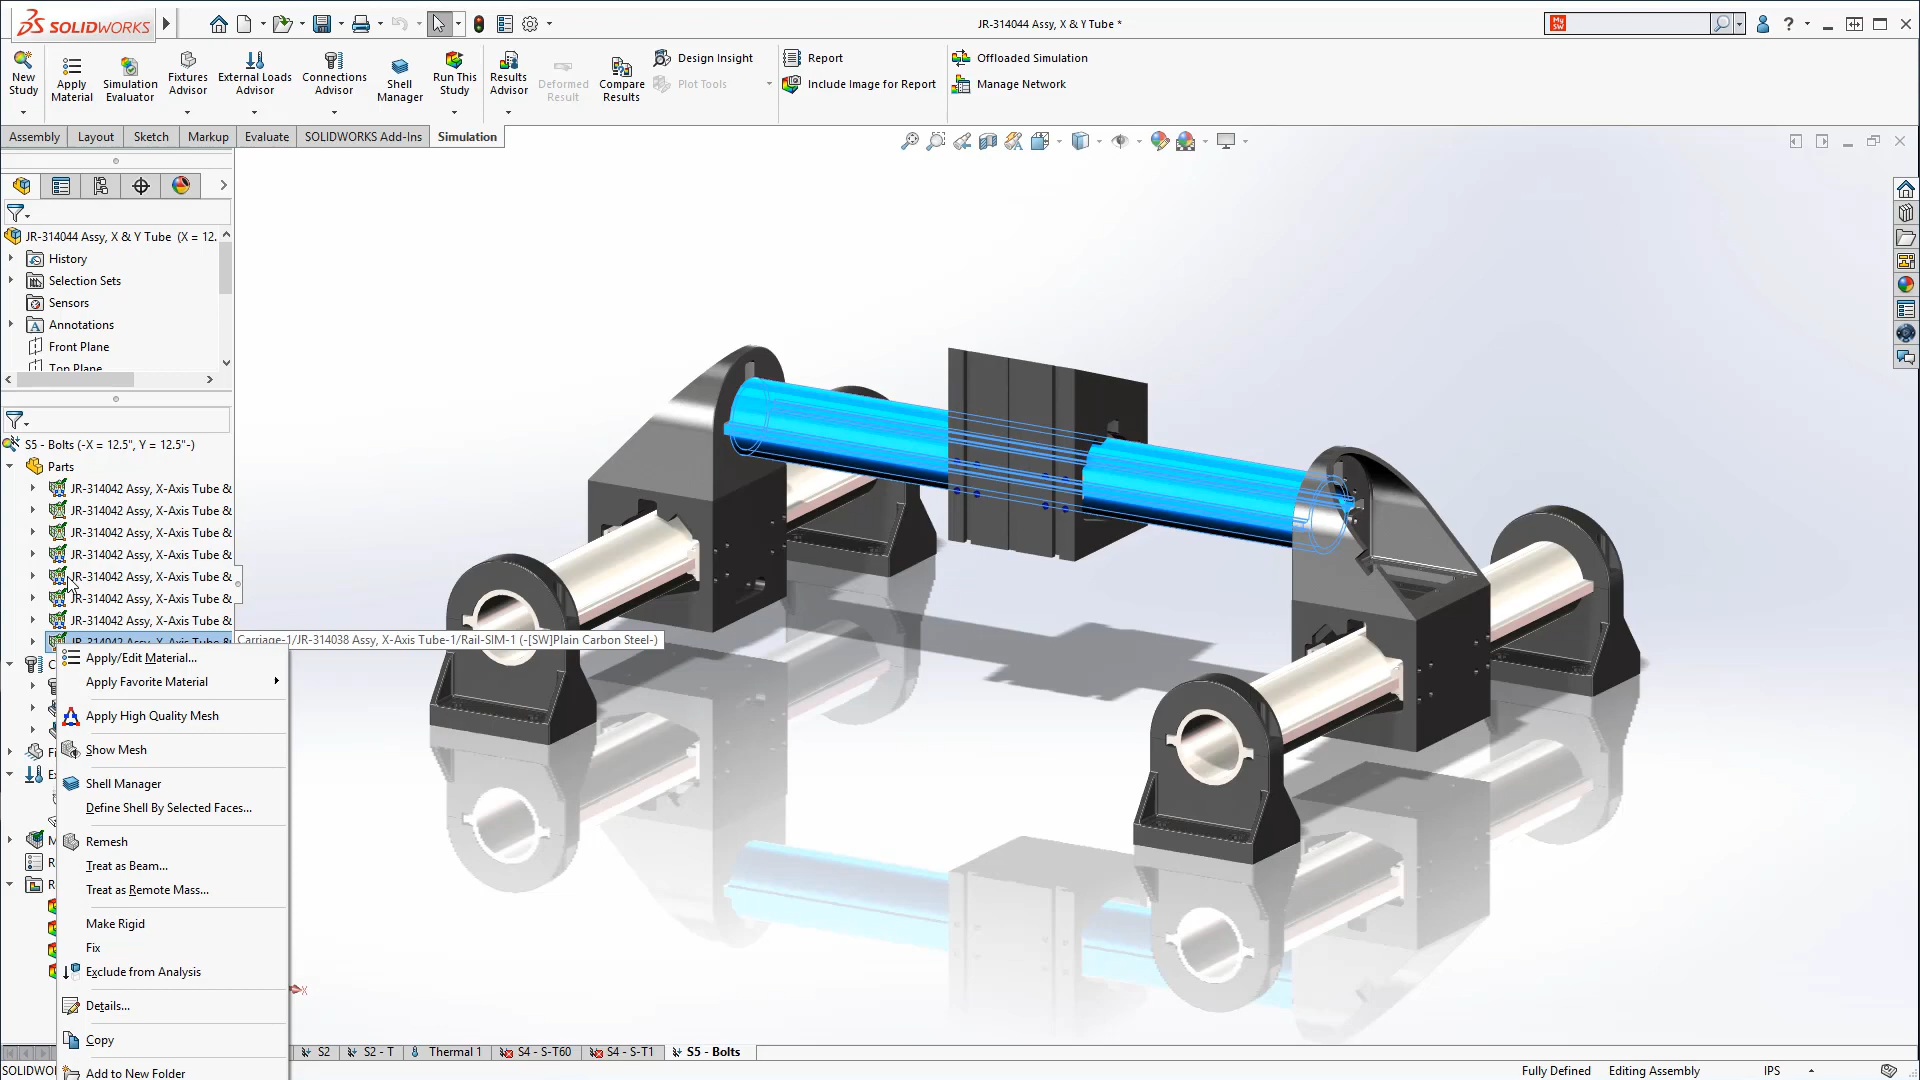 SOLIDWORKS
JR-314044 Assy, X & Y Tube *
My SW
?
New Study
Apply Material
Simulation Evaluator
Fixtures Advisor
External Loads Advisor
Connections Advisor
Shell Manager
Run This Study
Results Advisor
Deformed Result
Compare Results
Design Insight
Plot Tools
Report
Include Image for Report
Offloaded Simulation
Manage Network
Assembly
Layout
Sketch
Markup
Evaluate
SOLIDWORKS Add-Ins
Simulation
JR-314044 Assy, X & Y Tube (X = 12.
History
Selection Sets
Sensors
Annotations
Front Plane
Top Plane
S5 - Bolts (-X = 12.5", Y = 12.5"-)
Parts
JR-314042 Assy, X-Axis Tube &
JR-314042 Assy, X-Axis Tube &
JR-314042 Assy, X-Axis Tube &
JR-314042 Assy, X-Axis Tube &
JR-314042 Assy, X-Axis Tube &
JR-314042 Assy, X-Axis Tube &
JR-314042 Assy, X-Axis Tube &
JR-314042 Assy, X-Axis Tube &
Carriage-1/JR-314038 Assy, X-Axis Tube-1/Rail-SIM-1 (-[SW]Plain Carbon Steel-)
Apply/Edit Material...
Apply Favorite Material
Apply High Quality Mesh
Show Mesh
Shell Manager
Define Shell By Selected Faces...
Remesh
Treat as Beam...
Treat as Remote Mass...
Make Rigid
Fix
Exclude from Analysis
Details...
Copy
Add to New Folder
X
S2
S2 - T
Thermal 1
S4 - S-T60
S4 - S-T1
S5 - Bolts
SOLIDWO
Fully Defined
Editing Assembly
IPS